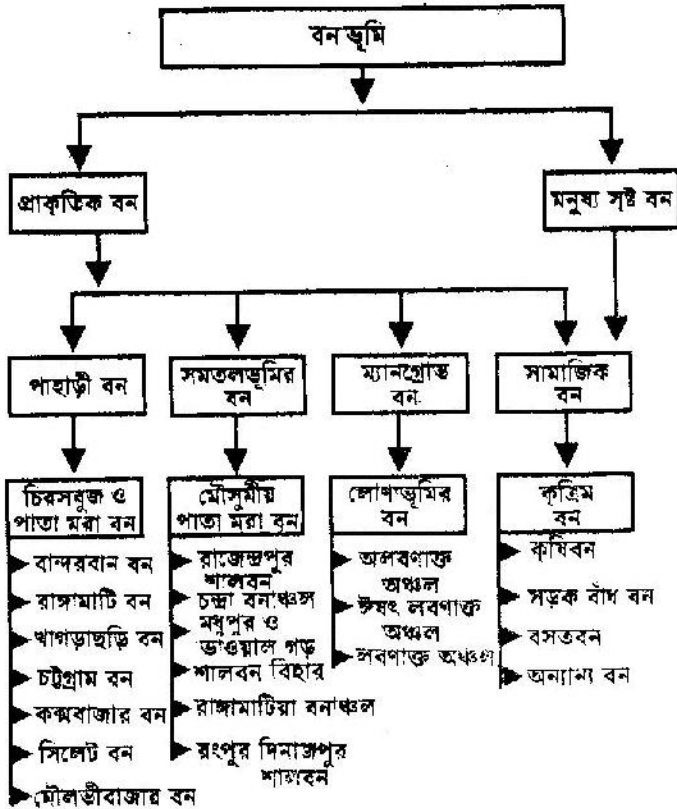 বন ভূমি
প্রাকৃতিক বন
মনুষ্য সৃষ্ট বন
পাহাড়ী বন
সমতলভূমির
বন
ম্যানগ্রোভ
বন
সামাজিক
বন
চিরসবুজ ও
পাতা ঝরা বন
বান্দরবান বন
রাঙ্গামাটি বন
খাগড়াছড়ি বন
চট্টগ্রাম বন
কক্সবাজার বন
সিলেট বন
মৌলভীবাজার বন
মৌসুমীয়
পাতা ঝরা বন
রাজেন্দ্রপুর
শালবন
চন্দ্রা বনাঞ্চল
মধুপুর ও
ভাওয়াল গড়
শালবন বিহার
রাঙ্গামাটিয়া বনাঞ্চল
রংপুর দিনাজপুর
শালবন
লোণাভূমির
বন
অলবণাক্ত
অঞ্চল
ঈষৎ লবণাক্ত
অঞ্চল
লবণাক্ত অঞ্চল
কৃত্রিম
বন
কৃষিবন
সড়ক বাঁধ বন
বসতবন
অন্যান্য বন